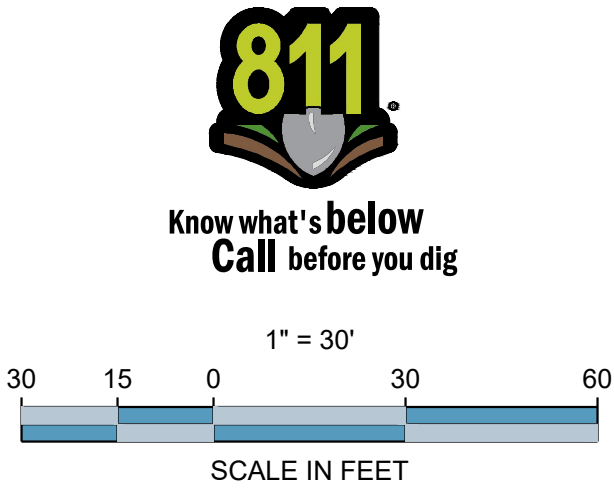 811®
Know what's below
Call before you dig
1" = 30'
30 15 0 30 60
SCALE IN FEET